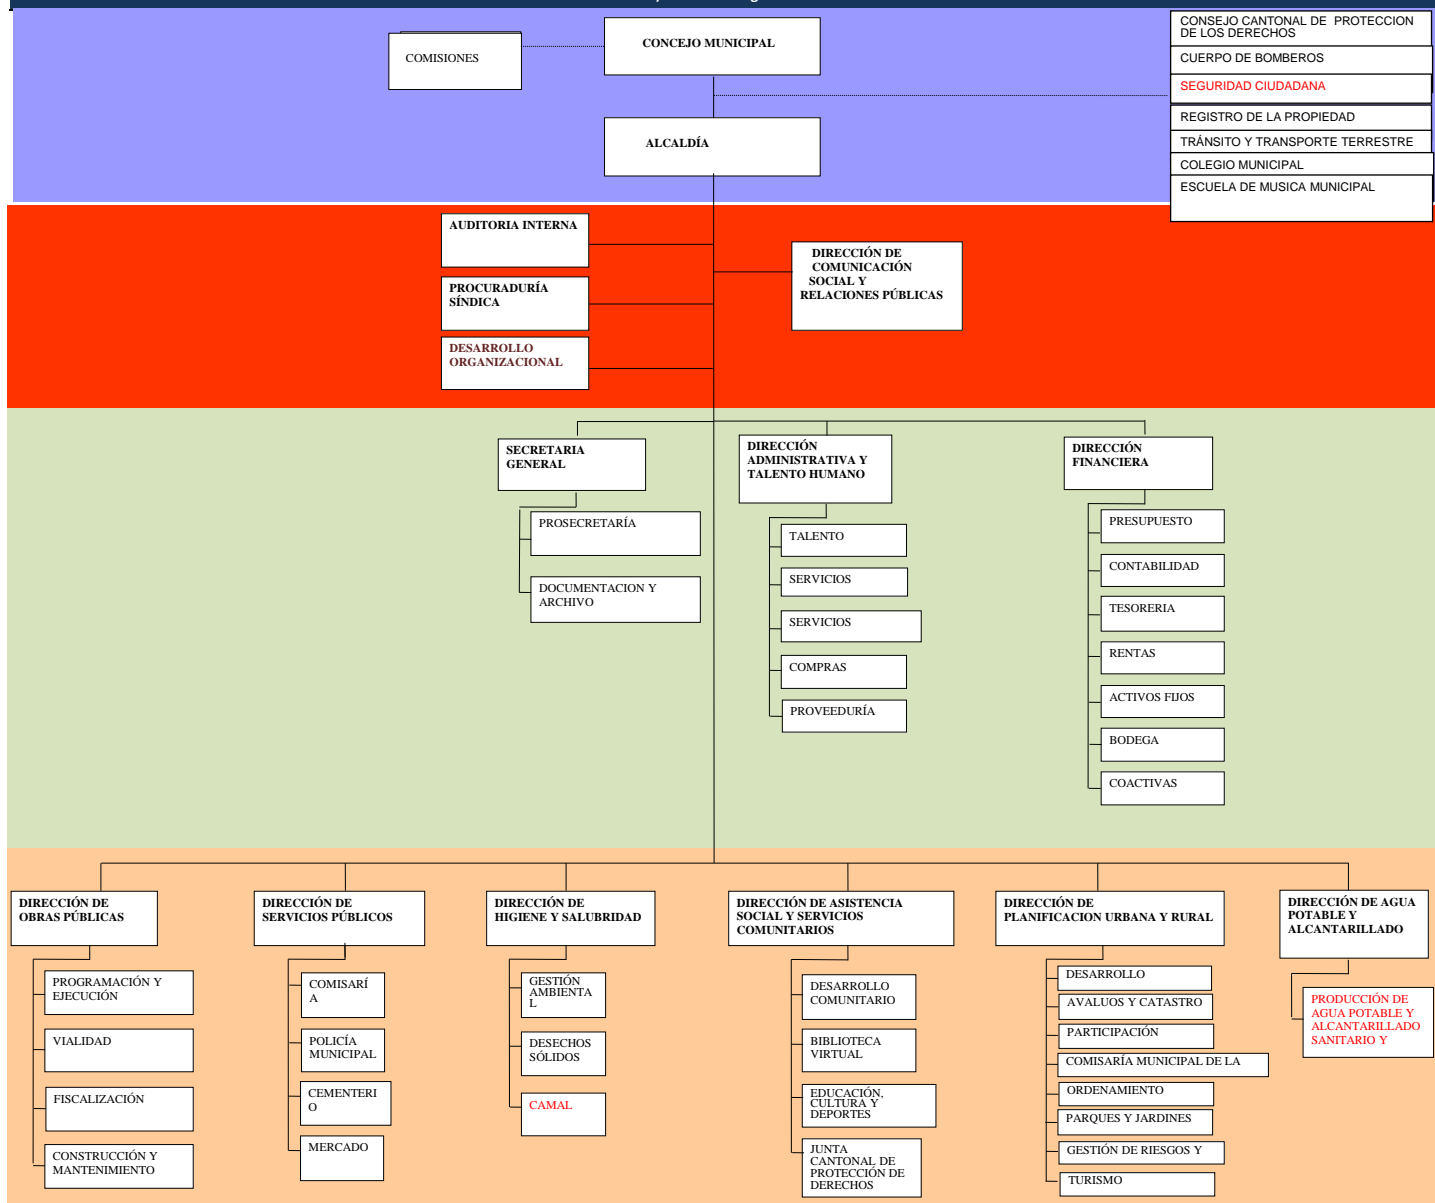 COMISIONES
CONCEJO MUNICIPAL
ALCALDÍA
CONSEJO CANTONAL DE PROTECCION
DE LOS DERECHOS
CUERPO DE BOMBEROS
SEGURIDAD CIUDADANA
REGISTRO DE LA PROPIEDAD
TRÁNSITO Y TRANSPORTE TERRESTRE
COLEGIO MUNICIPAL
ESCUELA DE MUSICA MUNICIPAL
AUDITORIA INTERNA
PROCURADURÍA
SÍNDICA
DESARROLLO
ORGANIZACIONAL
DIRECCIÓN DE
COMUNICACIÓN
SOCIAL Y
RELACIONES PÚBLICAS
SECRETARIA
GENERAL
PROSECRETARÍA
DOCUMENTACION Y
ARCHIVO
DIRECCIÓN
ADMINISTRATIVA Y
TALENTO HUMANO
TALENTO
SERVICIOS
SERVICIOS
COMPRAS
PROVEEDURÍA
DIRECCIÓN
FINANCIERA
PRESUPUESTO
CONTABILIDAD
TESORERIA
RENTAS
ACTIVOS FIJOS
BODEGA
COACTIVAS
DIRECCIÓN DE
OBRAS PÚBLICAS
PROGRAMACIÓN Y
EJECUCIÓN
VIALIDAD
FISCALIZACIÓN
CONSTRUCCIÓN Y
MANTENIMIENTO
DIRECCIÓN DE
SERVICIOS PÚBLICOS
COMISARÍ
A
POLICÍA
MUNICIPAL
CEMENTERI
O
MERCADO
DIRECCIÓN DE
HIGIENE Y SALUBRIDAD
GESTIÓN
AMBIENTA
L
DESECHOS
SÓLIDOS
CAMAL
DIRECCIÓN DE ASISTENCIA
SOCIAL Y SERVICIOS
COMUNITARIOS
DESARROLLO
COMUNITARIO
BIBLIOTECA
VIRTUAL
EDUCACIÓN,
CULTURA Y
DEPORTES
JUNTA
CANTONAL DE
PROTECCIÓN DE
DERECHOS
DIRECCIÓN DE
PLANIFICACION URBANA Y RURAL
DESARROLLO
AVALUOS Y CATASTRO
PARTICIPACIÓN
COMISARÍA MUNICIPAL DE LA
ORDENAMIENTO
PARQUES Y JARDINES
GESTIÓN DE RIESGOS Y
TURISMO
DIRECCIÓN DE AGUA
POTABLE Y
ALCANTARILLADO
PRODUCCIÓN DE
AGUA POTABLE Y
ALCANTARILLADO
SANITARIO Y